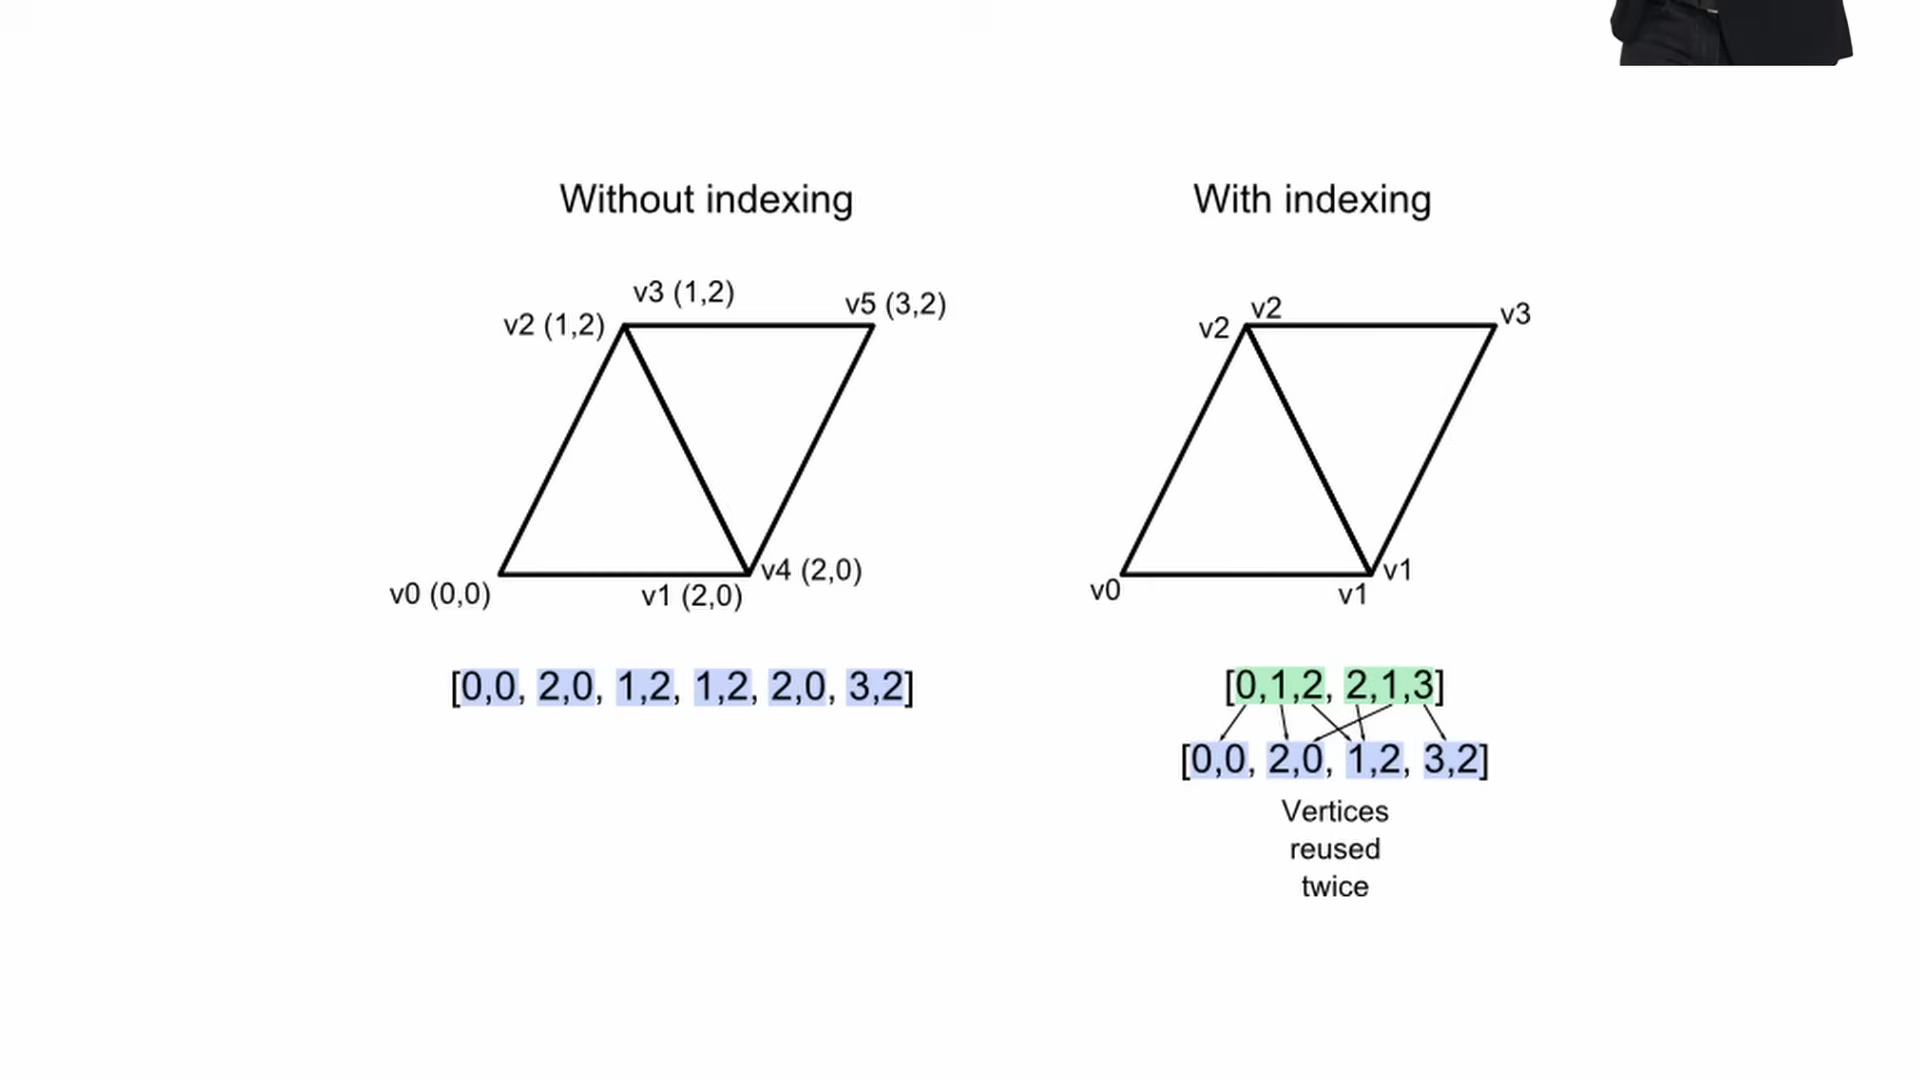 Without indexing
v3 (1,2)
v5 (3,2)
v2 (1,2)
v4 (2,0)
v0 (0,0)
v1 (2,0)
[0,0, 2,0, 1,2, 1,2, 2,0, 3,2]
With indexing
v2
v3
v2
v1
v0
v1
[0,1,2, 2,1,3]
[0,0, 2,0, 1,2, 3,2]
Vertices
reused
twice